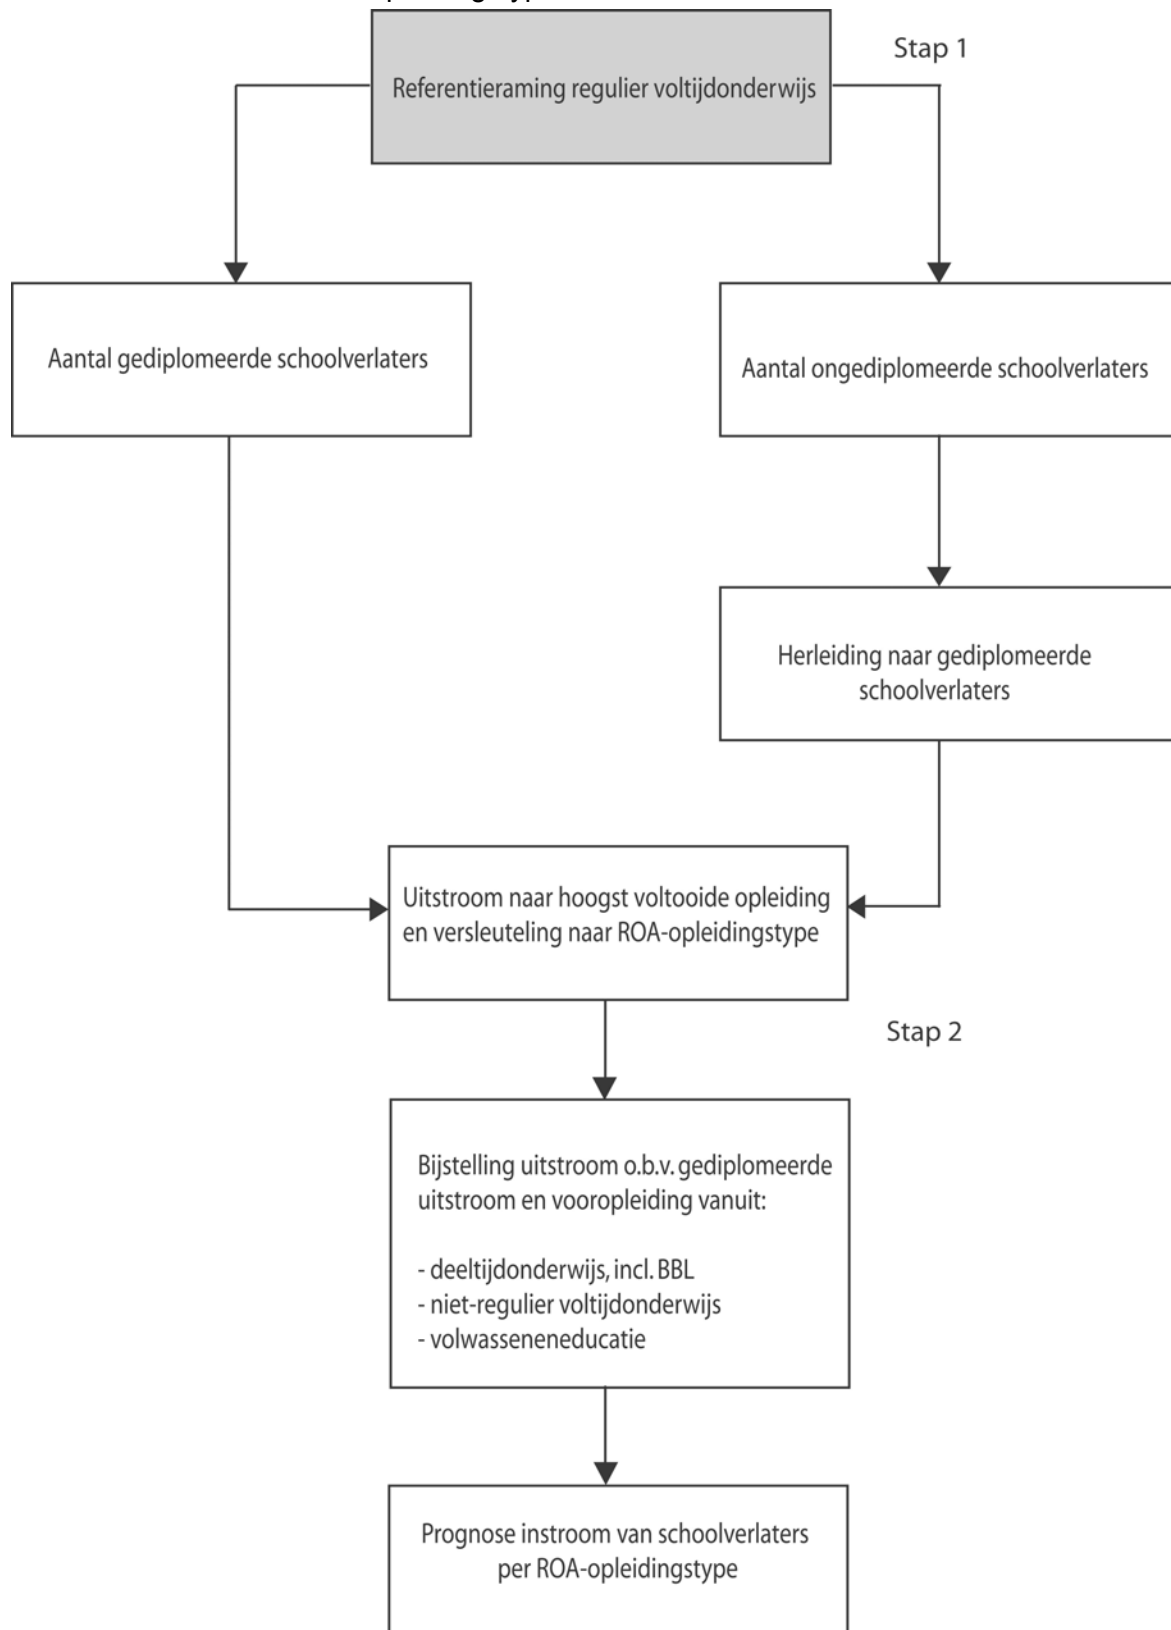 Stap 1
Referentieraming regulier voltijdonderwijs
Aantal gediplomeerde schoolverlaters
Aantal ongediplomeerde schoolverlaters
Herleiding naar gediplomeerde
schoolverlaters
Uitstroom naar hoogst voltooide opleiding
en versleuteling naar ROA-opleidingstype
Stap 2
Bijstelling uitstroom o.b.v. gediplomeerde
uitstroom en vooropleiding vanuit:
- deeltijdonderwijs, incl. BBL
- niet-regulier voltijdonderwijs
- volwasseneneducatie
Prognose instroom van schoolverlaters
per ROA-opleidingstype